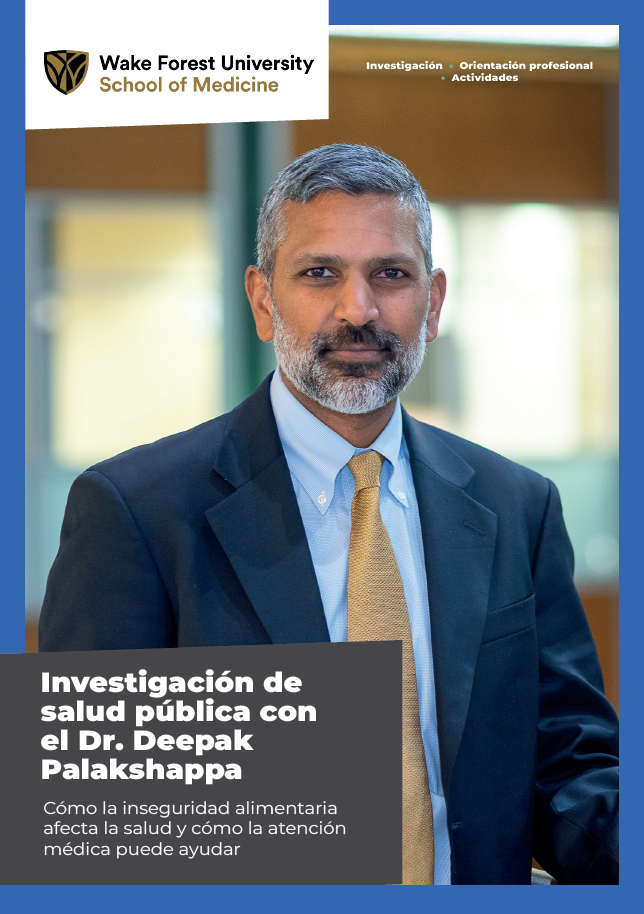 Wake Forest University
School of Medicine
Investigación • Orientación profesional
• Actividades
Investigación de
salud pública con
el Dr. Deepak
Palakshappa
Cómo la inseguridad alimentaria
afecta la salud y cómo la atención
médica puede ayudar